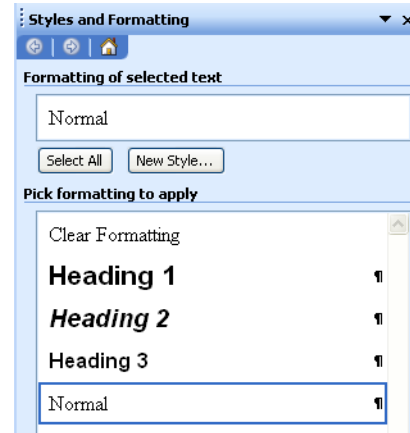 Styles and Formatting
Formatting of selected text
Normal
Select All New Style...
Pick formatting to apply
Clear Formatting
Heading 1 ¶
Heading 2 ¶
Heading 3 ¶
Normal ¶